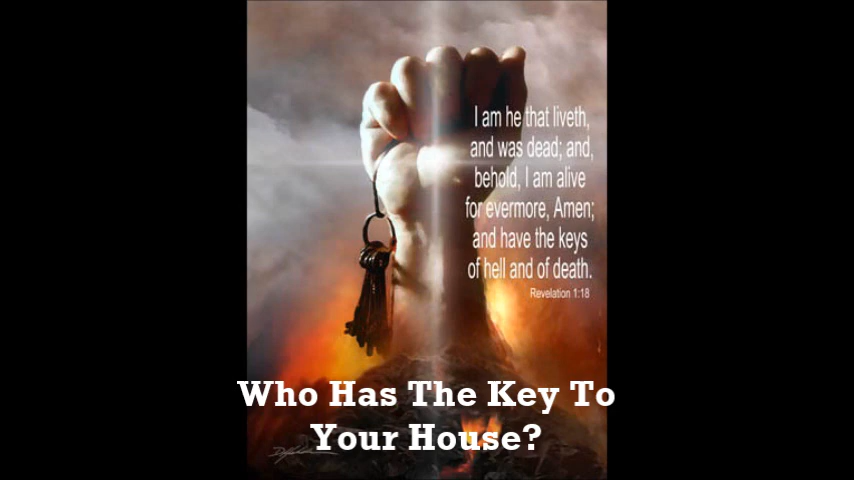 I am he that liveth,
and was dead; and,
behold, I am alive
for evermore, Amen;
and have the keys
of hell and of death.
Revelation 1:18
Who Has The Key To
Your House?